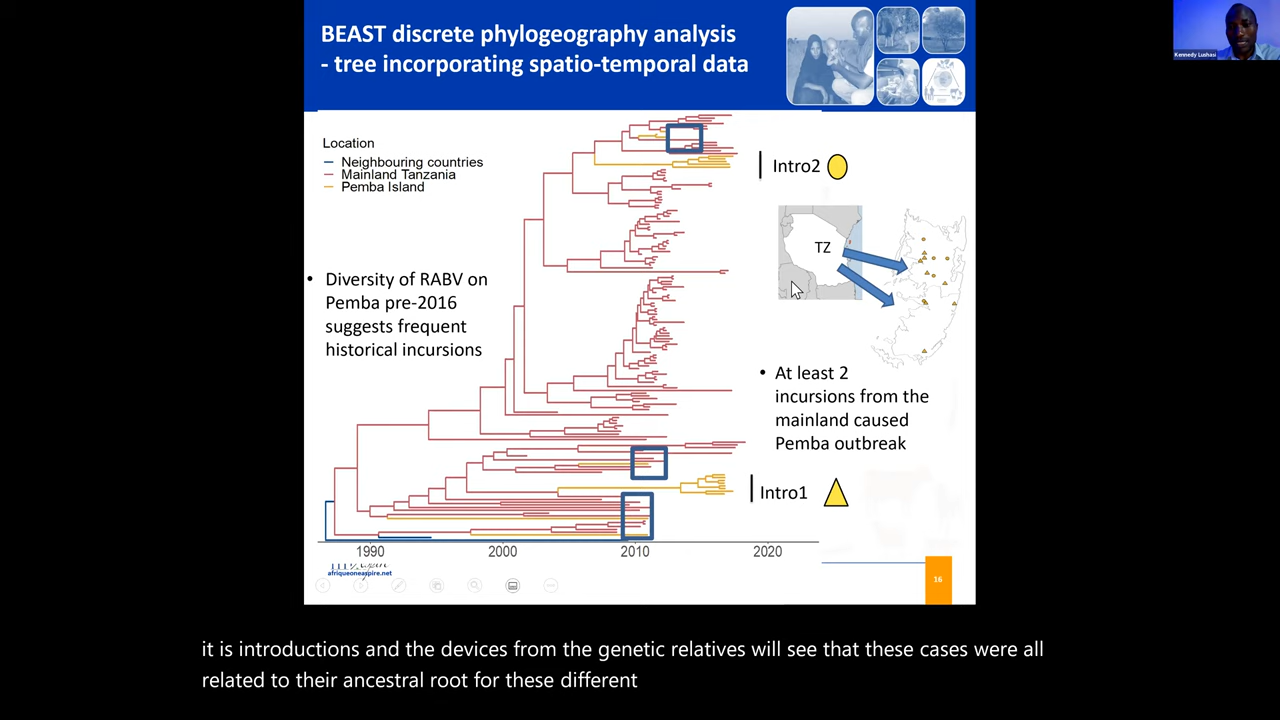 BEAST discrete phylogeography analysis
- tree incorporating spatio-temporal data
Kennedy Lushasi
Location
Neighbouring countries
Mainland Tanzania
Pemba Island
Intro2
TZ
• Diversity of RABV on
Pemba pre-2016
suggests frequent
historical incursions
• At least 2
incursions from the
mainland caused
Pemba outbreak
Intro1
1990 2000 2010 2020
afriqueoneaspire.net
16
it is introductions and the devices from the genetic relatives will see that these cases were all
related to their ancestral root for these different